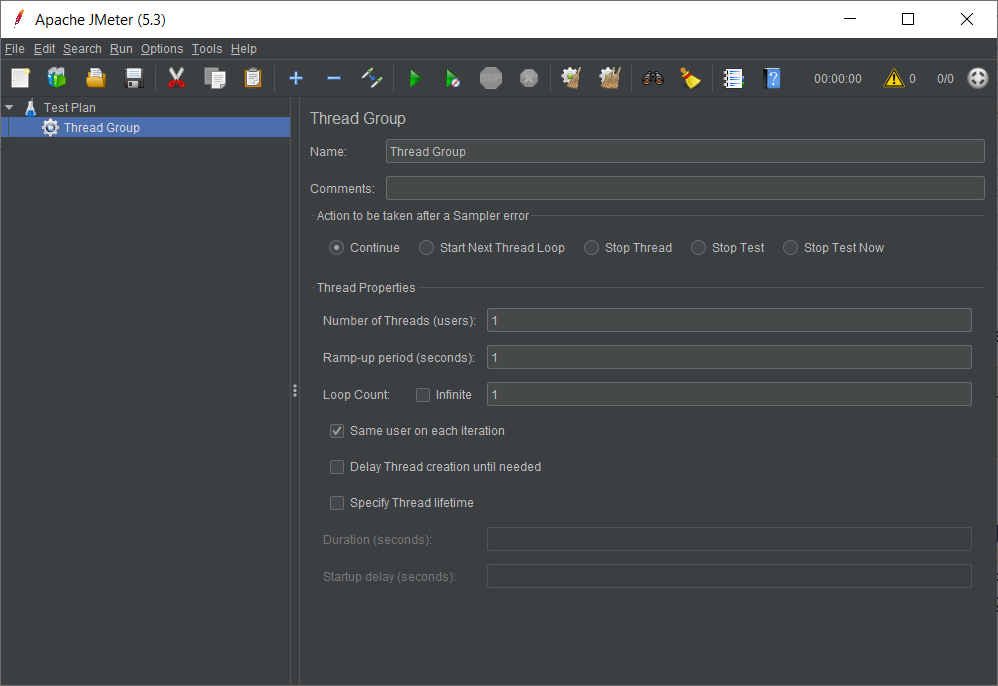 Apache JMeter (5.3)
File Edit Search Run Options Tools Help
STOP 00:00:00 0 0/0
Test Plan
Thread Group
Thread Group
Name: Thread Group
Comments:
Action to be taken after a Sampler error
Continue Start Next Thread Loop Stop Thread Stop Test Stop Test Now
Thread Properties
Number of Threads (users): 1
Ramp-up period (seconds): 1
Loop Count: Infinite 1
Same user on each iteration
Delay Thread creation until needed
Specify Thread lifetime
Duration (seconds):
Startup delay (seconds):